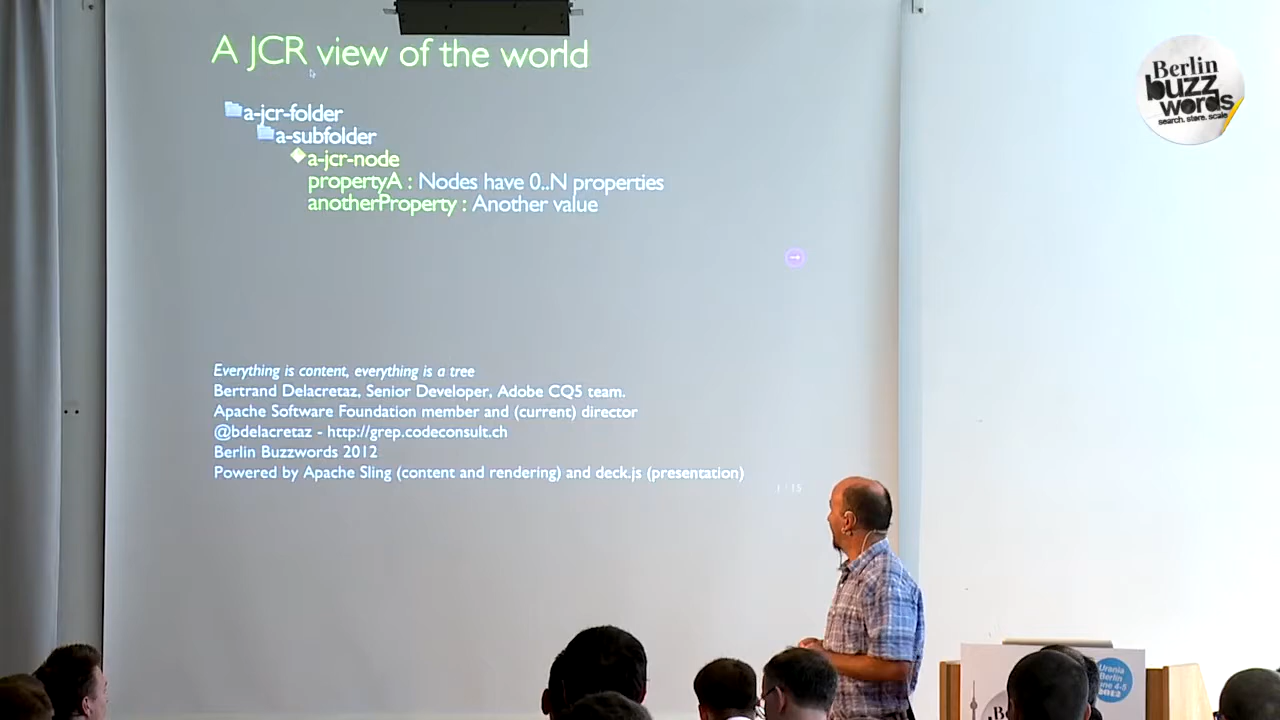 A JCR view of the world
a-jcr-folder
a-subfolder
a-jcr-node
propertyA : Nodes have 0..N properties
anotherProperty : Another value
Everything is content, everything is a tree
Bertrand Delacretaz, Senior Developer, Adobe CQ5 team.
Apache Software Foundation member and (current) director
@bdelacretaz - http://grep.codeconsult.ch
Berlin Buzzwords 2012
Powered by Apache Sling (content and rendering) and deck.js (presentation)
Berlin
buzz
words
search. store. scale
Urania
Berlin
2012